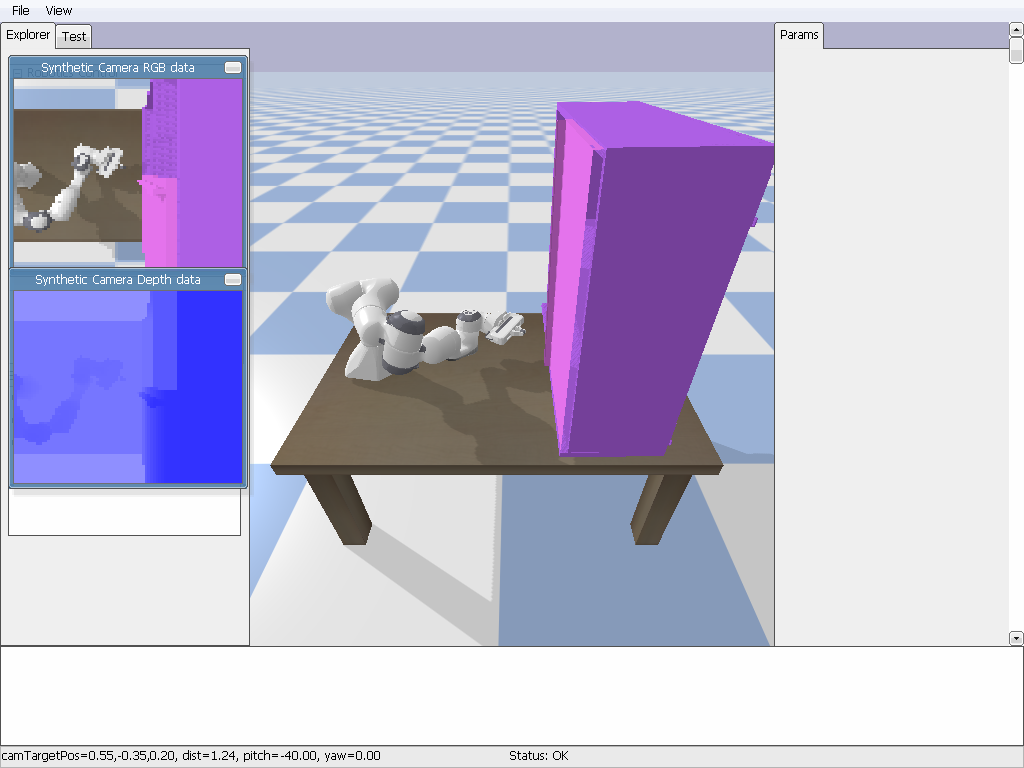 File View
Explorer Test
Params
Synthetic Camera RGB data
Synthetic Camera Depth data
camTargetPos=0.55,-0.35,0.20, dist=1.24, pitch=-40.00, yaw=0.00
Status: OK